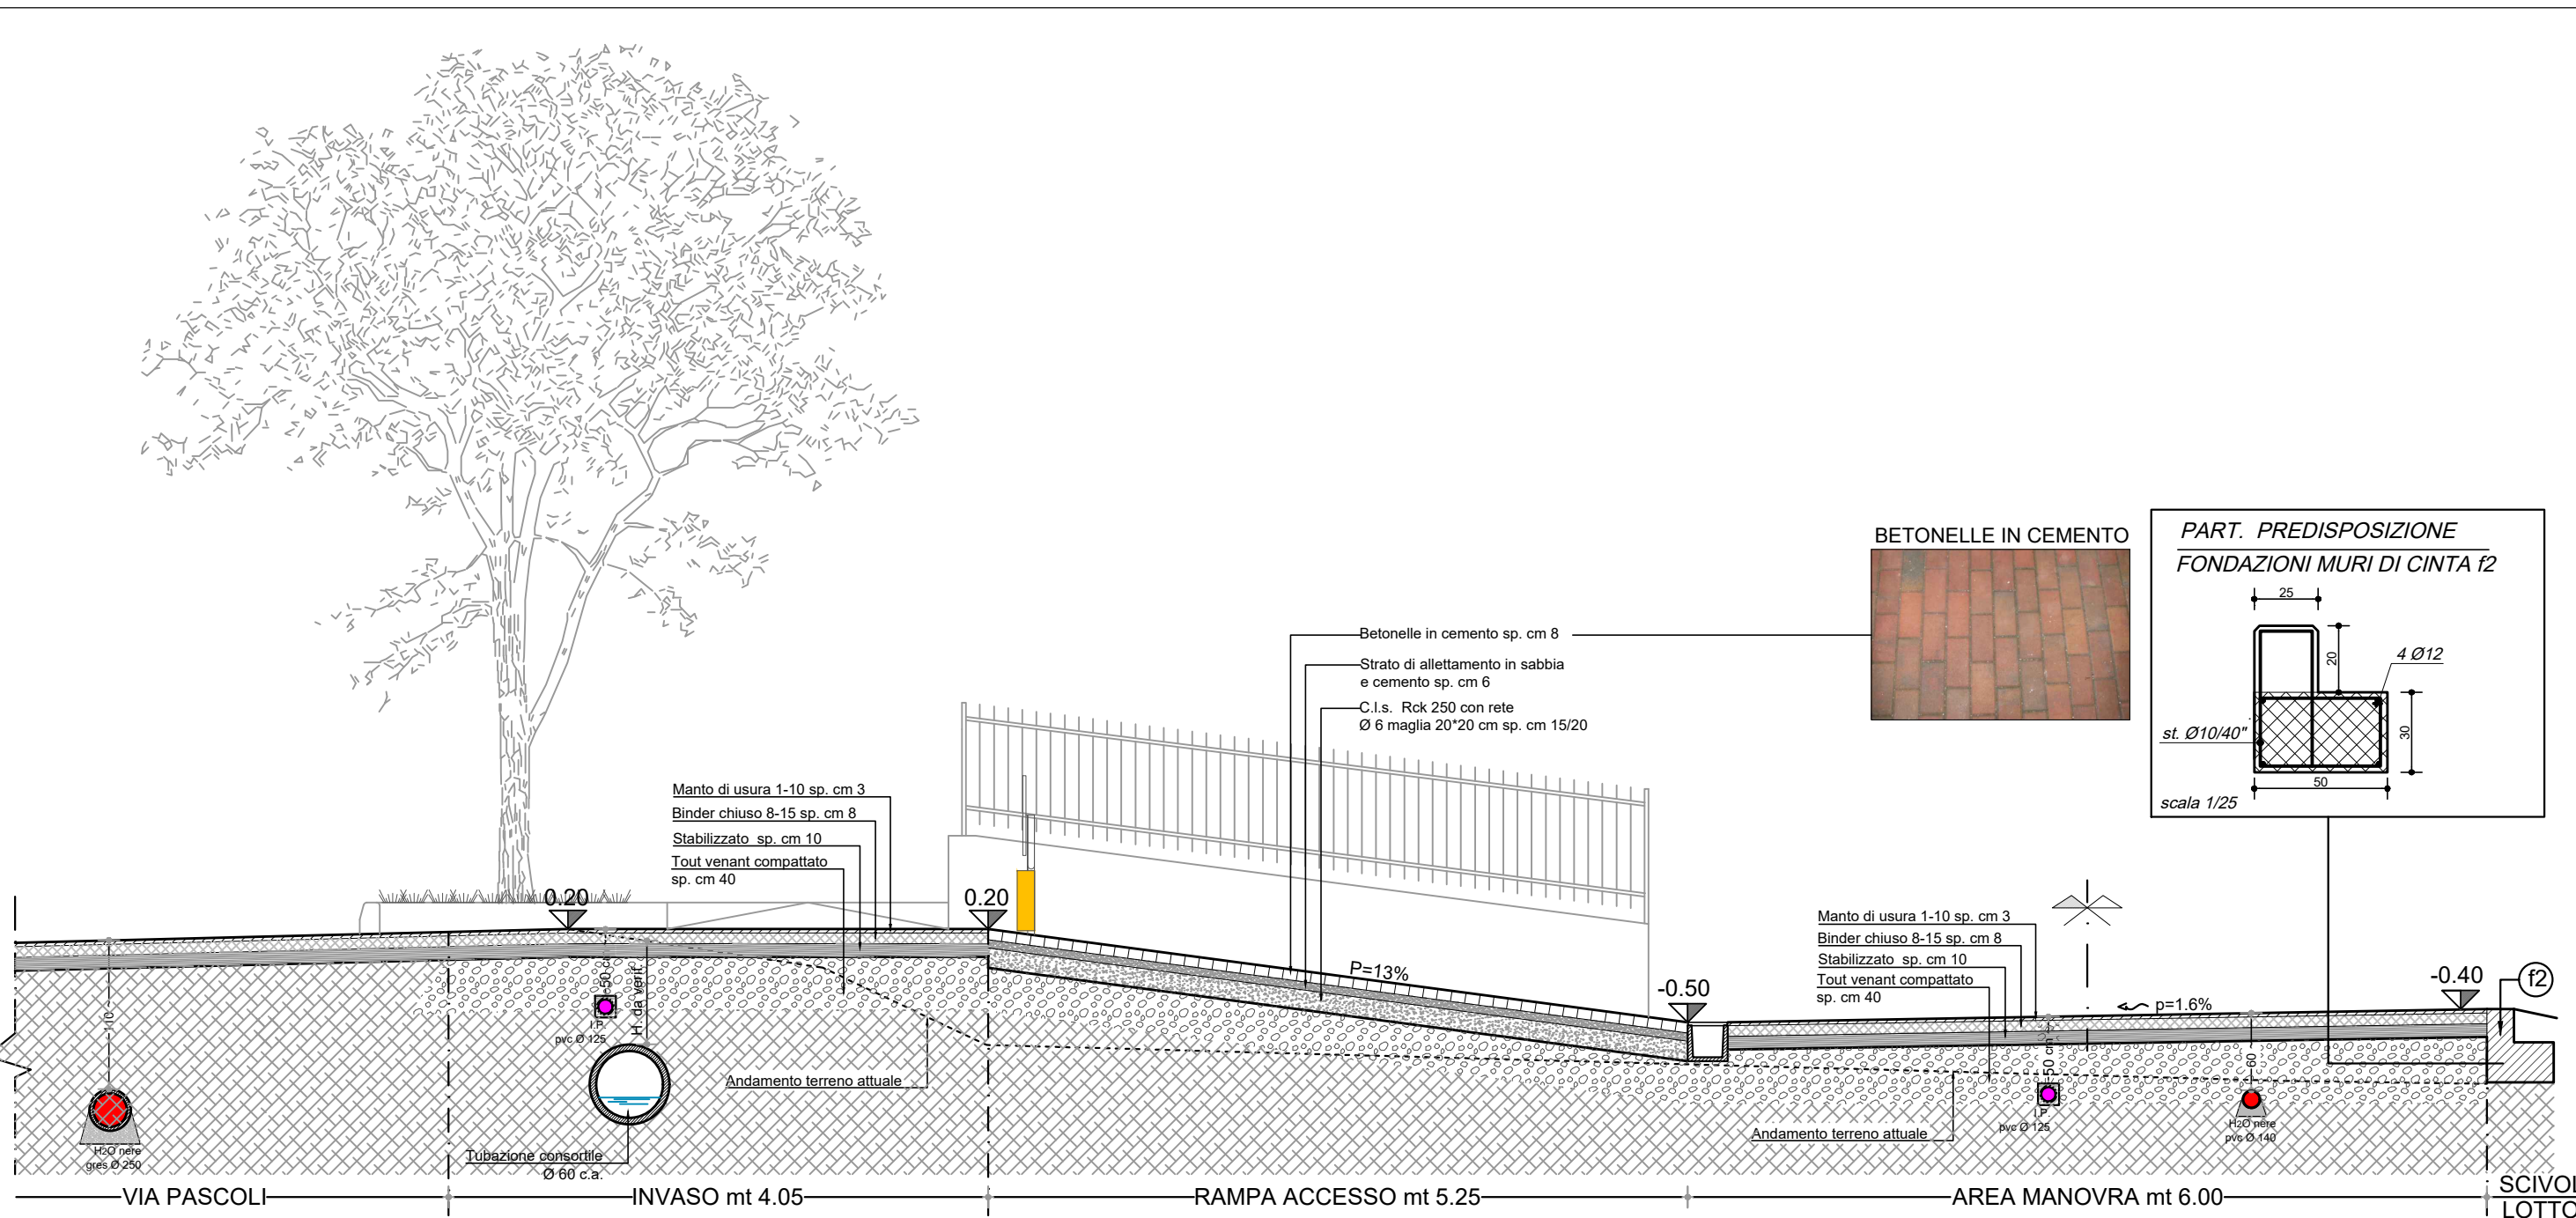 BETONELLE IN CEMENTO
PART. PREDISPOSIZIONE
FONDAZIONI MURI DI CINTA f2
25
20
4 Ø12
st. Ø10/40"
30
50
scala 1/25
Betonelle in cemento sp. cm 8
Strato di allettamento in sabbia
e cemento sp. cm 6
C.l.s. Rck 250 con rete
Ø 6 maglia 20*20 cm sp. cm 15/20
Manto di usura 1-10 sp. cm 3
Binder chiuso 8-15 sp. cm 8
Stabilizzato sp. cm 10
Tout venant compattato
sp. cm 40
0.20
0.20
P=13%
-0.50
Manto di usura 1-10 sp. cm 3
Binder chiuso 8-15 sp. cm 8
Stabilizzato sp. cm 10
Tout venant compattato
sp. cm 40
p=1.6%
-0.40
f2
110
H. da verif.
I.P.
pvc Ø 125
Andamento terreno attuale
H2O nere
gres Ø 250
Tubazione consortile
Ø 60 c.a.
50 cm
I.P.
pvc Ø 125
60
H2O nere
pvc Ø 140
Andamento terreno attuale
VIA PASCOLI
INVASO mt 4.05
RAMPA ACCESSO mt 5.25
AREA MANOVRA mt 6.00
SCIVOL
LOTTO